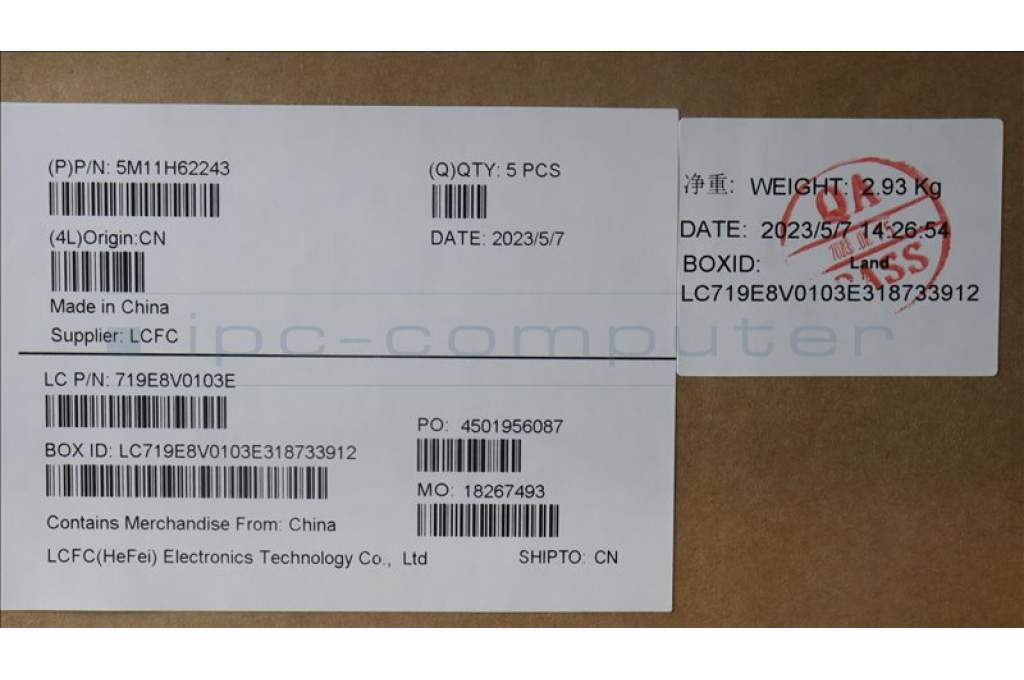 (P)P/N: 5M11H62243
(Q)QTY: 5 PCS
(4L)Origin:CN
DATE: 2023/5/7
Made in China
Supplier: LCFC
LC P/N: 719E8V0103E
PO: 4501956087
BOX ID: LC719E8V0103E318733912
MO: 18267493
Contains Merchandise From: China
LCFC(HeFei) Electronics Technology Co., Ltd
SHIPTO: CN
净重: WEIGHT: 2.93 Kg
DATE: 2023/5/7 14:26:54
BOXID: Land
LC719E8V0103E318733912
QA
PASS
ipc-computer